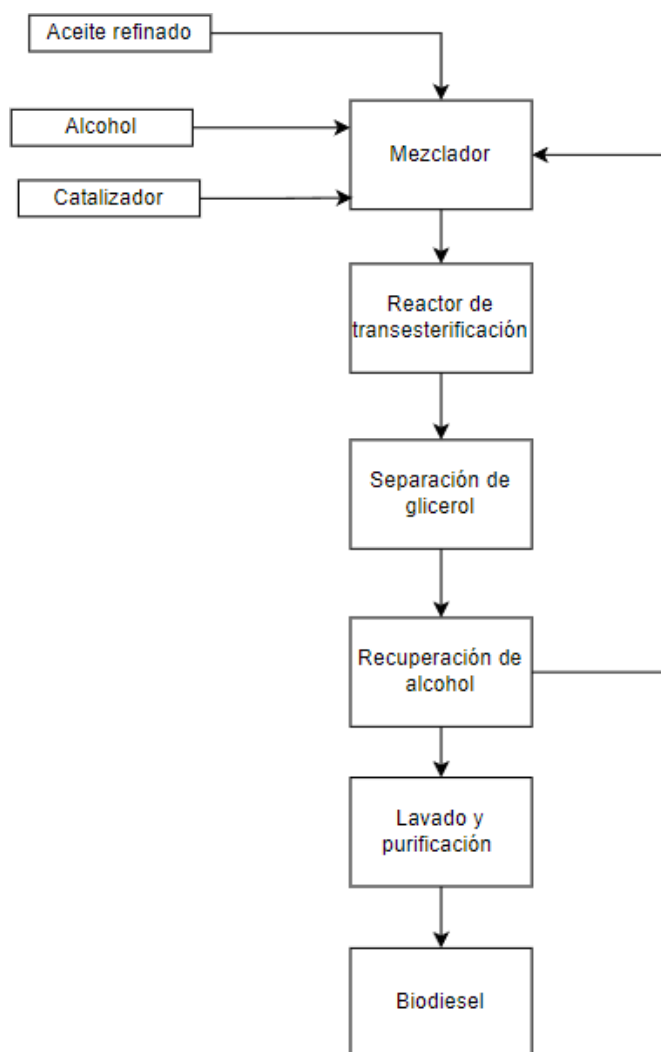 Aceite refinado
Alcohol
Mezclador
Catalizador
Reactor de
transesterificación
Separación de
glicerol
Recuperación de
alcohol
Lavado y
purificación
Biodiesel